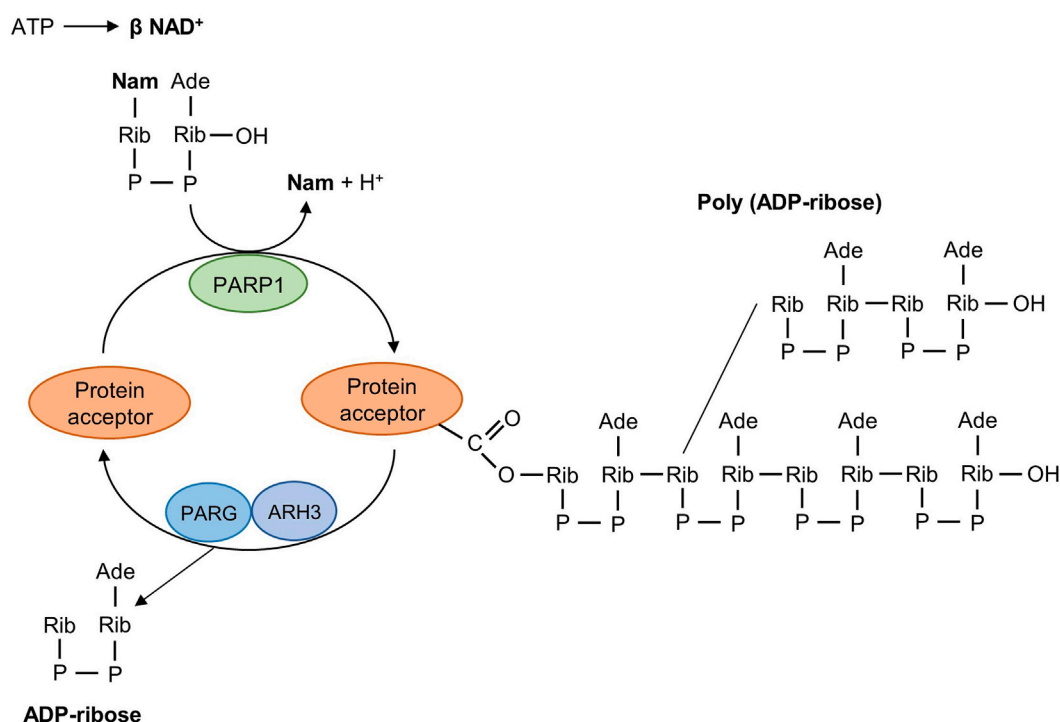 ATP β NAD⁺
Nam Ade
Rib Rib OH
P P
Nam + H⁺
PARP1
Protein
acceptor
Protein
acceptor
PARG ARH3
Ade
Rib Rib
P P
ADP-ribose
C O
O Rib Rib Rib Rib Rib Rib Rib Rib OH
Ade Ade Ade Ade
P P P P P P P P
Poly (ADP-ribose)
Ade Ade
Rib Rib Rib Rib OH
P P P P